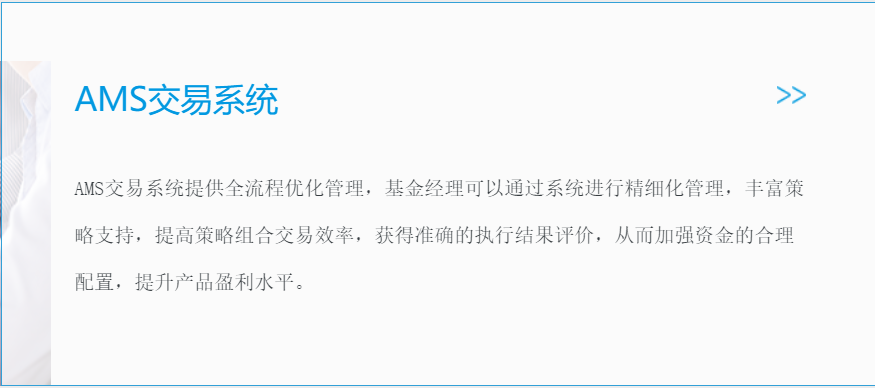 AMS交易系统
>>
AMS交易系统提供全流程优化管理，基金经理可以通过系统进行精细化管理，丰富策
略支持，提高策略组合交易效率，获得准确的执行结果评价，从而加强资金的合理
配置，提升产品盈利水平。